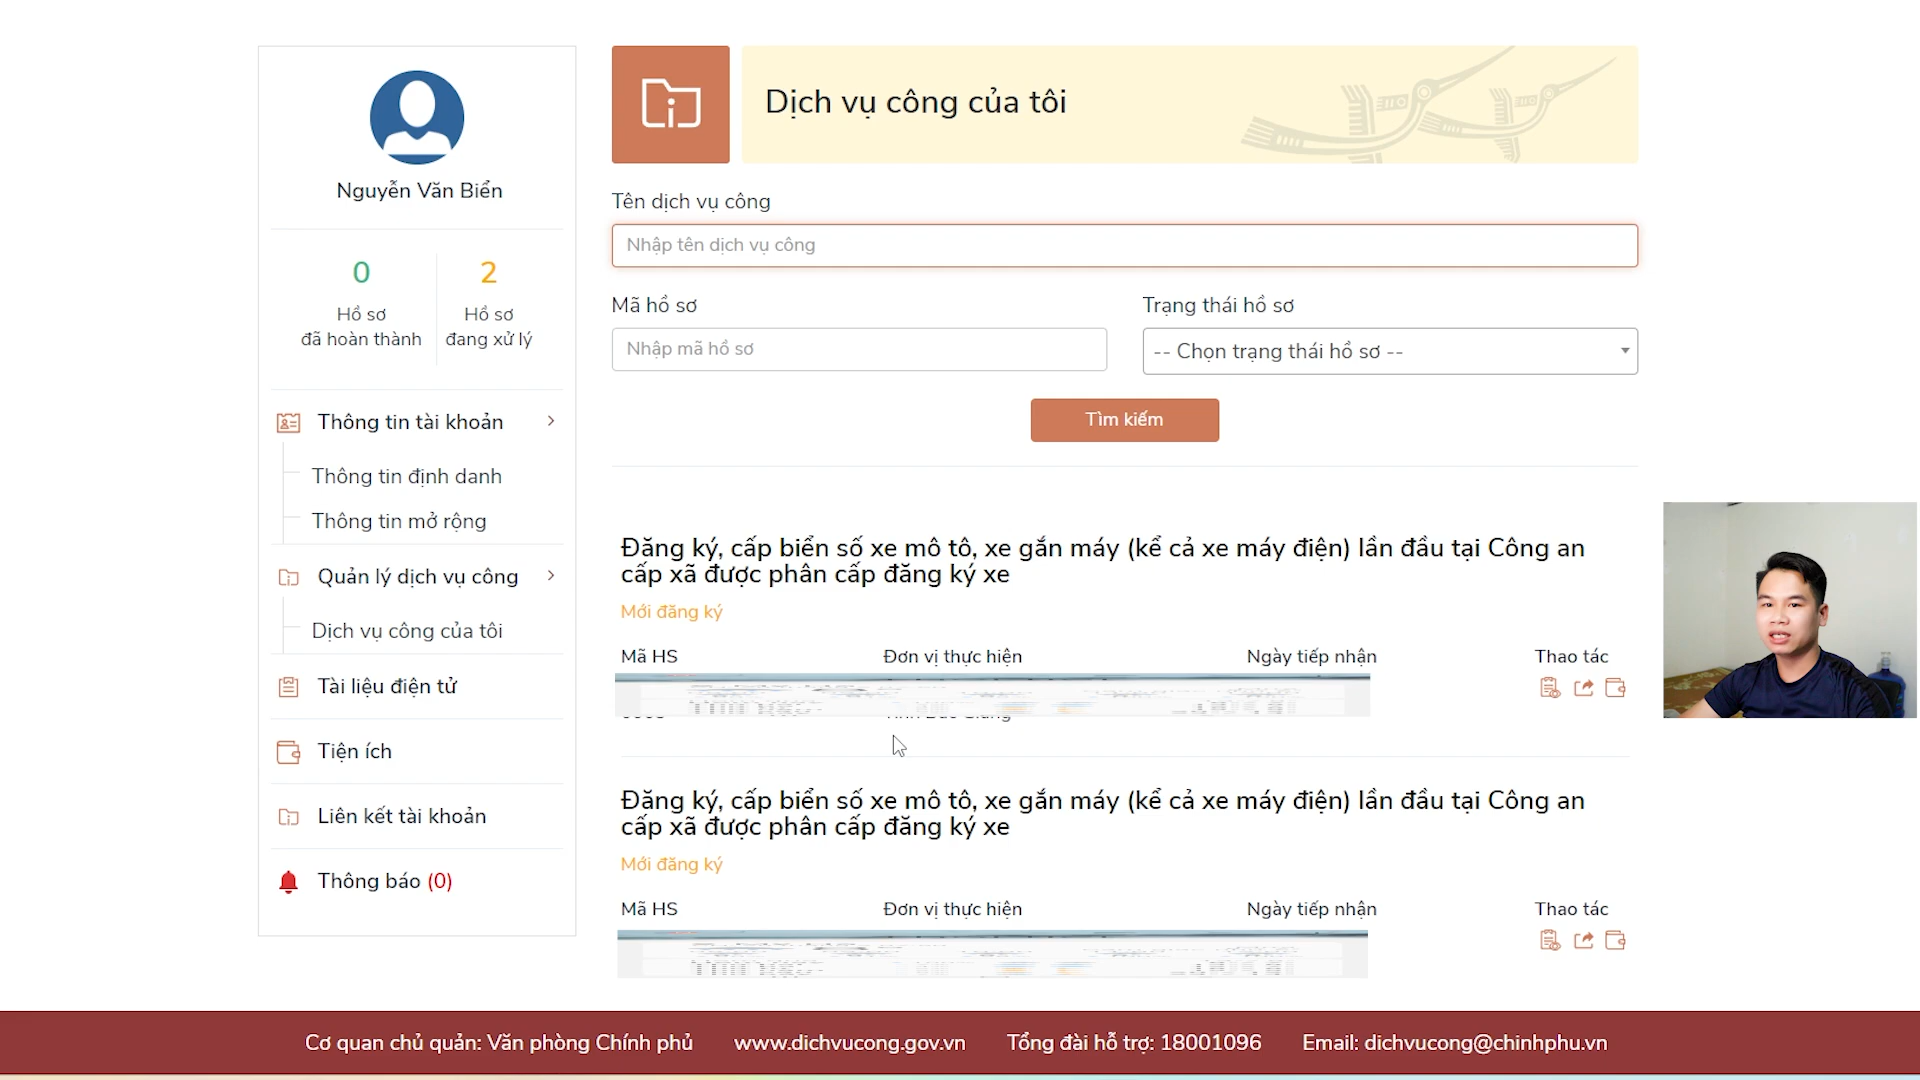 Nguyễn Văn Biển
0
2
Hồ sơ
đã hoàn thành
Hồ sơ
đang xử lý
Thông tin tài khoản
Thông tin định danh
Thông tin mở rộng
Quản lý dịch vụ công
Dịch vụ công của tôi
Tài liệu điện tử
Tiện ích
Liên kết tài khoản
Thông báo (0)
Dịch vụ công của tôi
Tên dịch vụ công
Nhập tên dịch vụ công
Mã hồ sơ
Trạng thái hồ sơ
Nhập mã hồ sơ
-- Chọn trạng thái hồ sơ --
Tìm kiếm
Đăng ký, cấp biển số xe mô tô, xe gắn máy (kể cả xe máy điện) lần đầu tại Công an
cấp xã được phân cấp đăng ký xe
Mới đăng ký
Mã HS Đơn vị thực hiện Ngày tiếp nhận Thao tác
Đăng ký, cấp biển số xe mô tô, xe gắn máy (kể cả xe máy điện) lần đầu tại Công an
cấp xã được phân cấp đăng ký xe
Mới đăng ký
Mã HS Đơn vị thực hiện Ngày tiếp nhận Thao tác
Cơ quan chủ quản: Văn phòng Chính phủ www.dichvucong.gov.vn Tổng đài hỗ trợ: 18001096 Email: dichvucong@chinhphu.vn